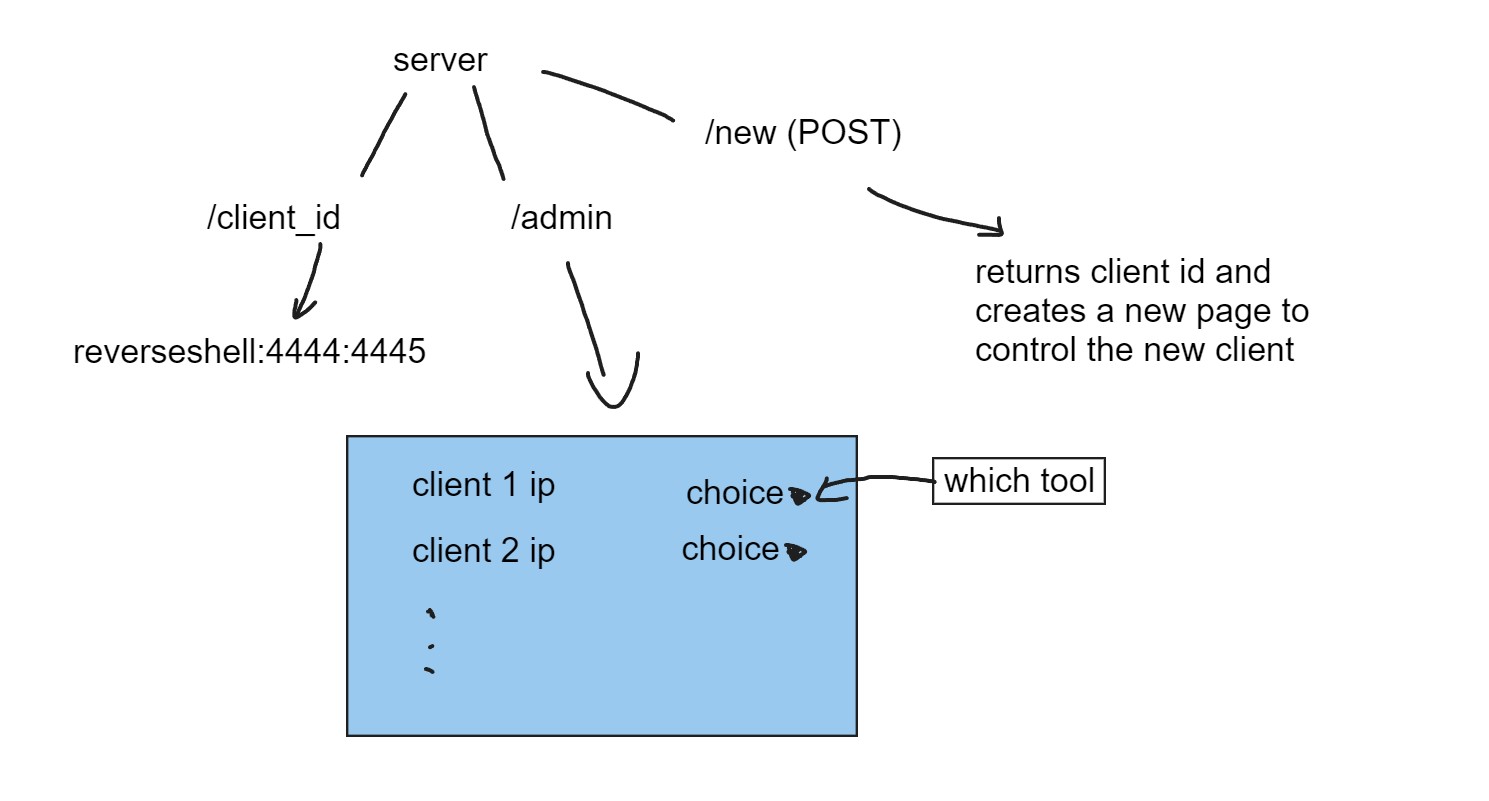 server
/new (POST)
/client_id
/admin
returns client id and
creates a new page to
control the new client
reverseshell:4444:4445
client 1 ip
choice
which tool
client 2 ip
choice